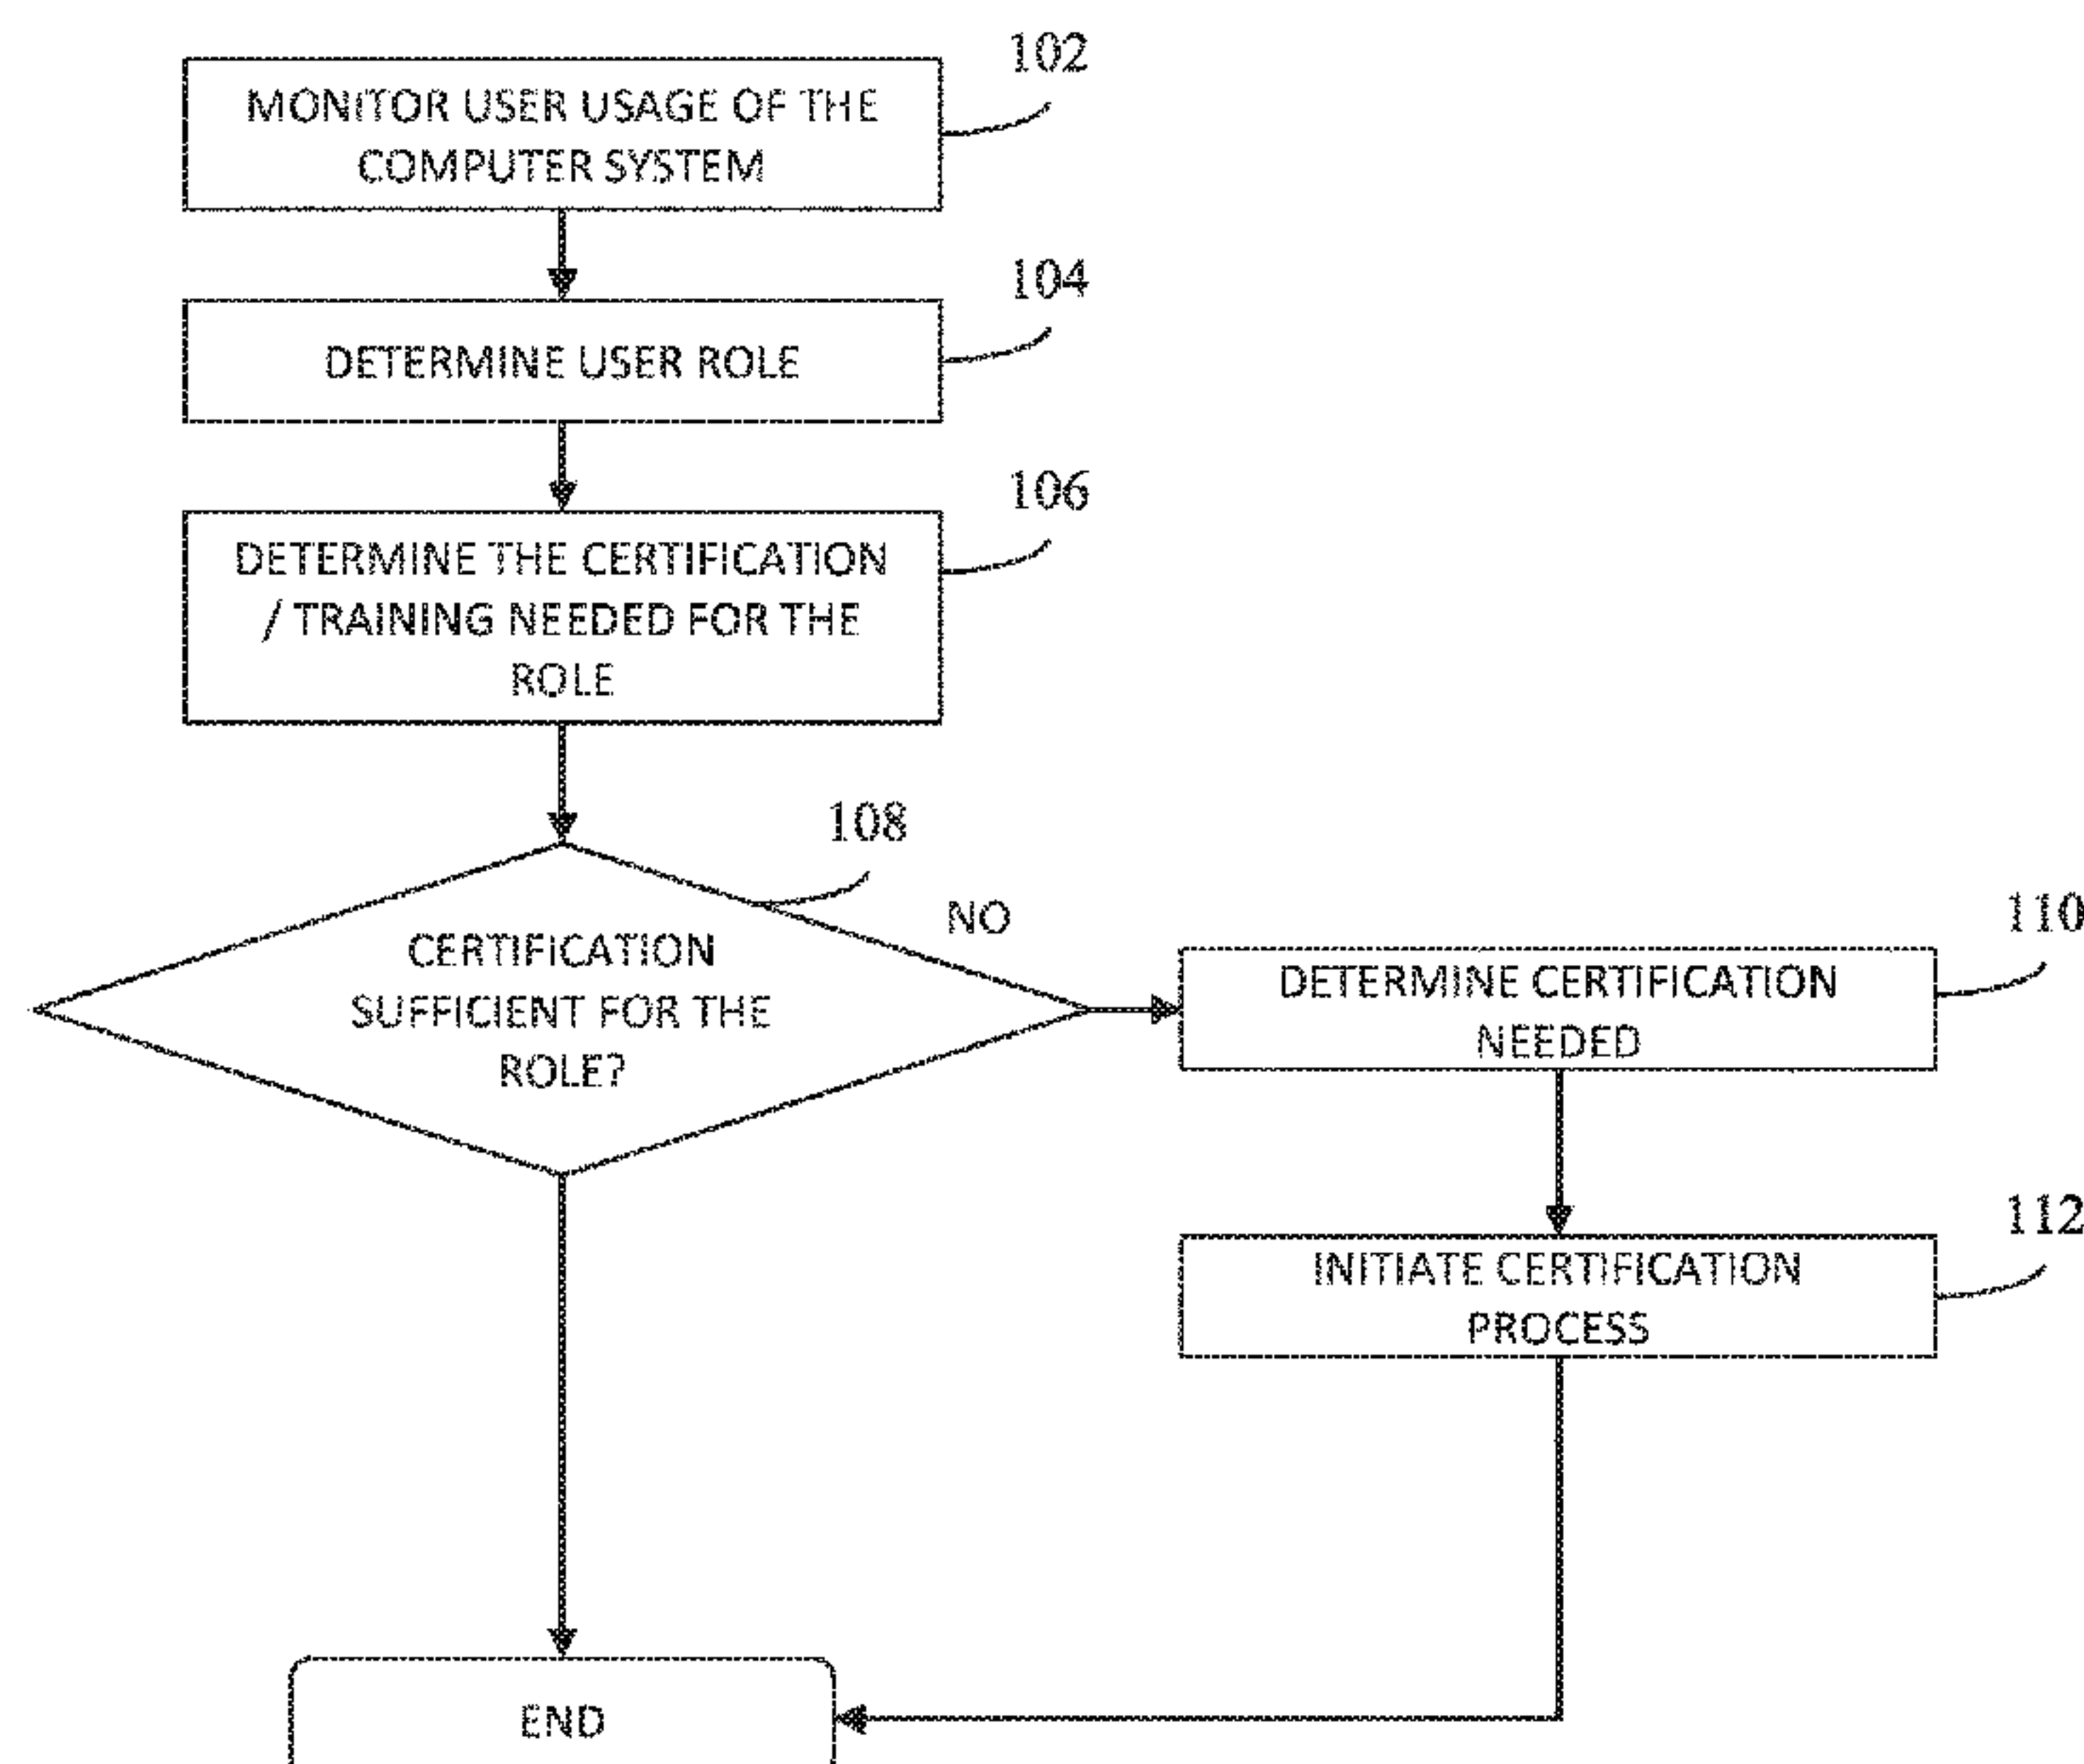 102
MONITOR USER USAGE OF THE
COMPUTER SYSTEM
104
DETERMINE USER ROLE
106
DETERMINE THE CERTIFICATION
/ TRAINING NEEDED FOR THE
ROLE
108
CERTIFICATION
SUFFICIENT FOR THE
ROLE?
NO
110
DETERMINE CERTIFICATION
NEEDED
112
INITIATE CERTIFICATION
PROCESS
END